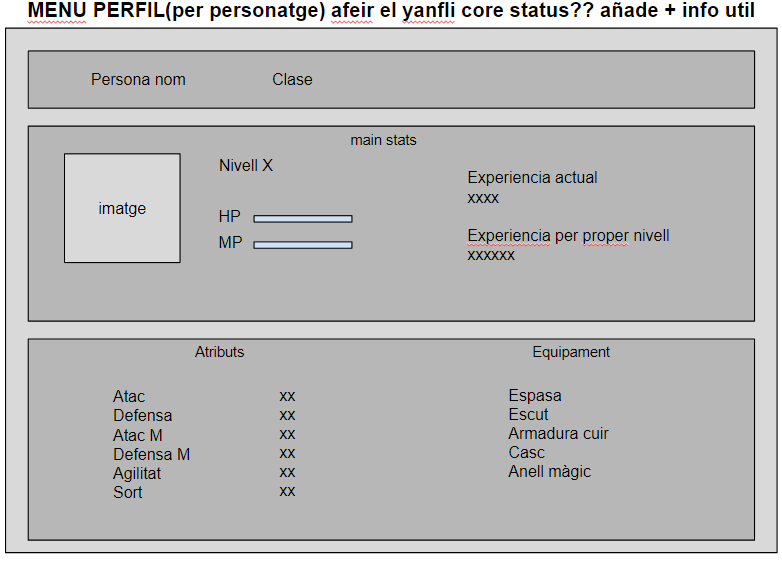 MENU PERFIL(per personatge) afeir el yanfli core status?? añade + info util
Persona nom Clase
main stats
imatge
Nivell X
HP
MP
Experiencia actual
xxxx
Experiencia per proper nivell
xxxxxx
Atributs
Atac xx
Defensa xx
Atac M xx
Defensa M xx
Agilitat xx
Sort xx
Equipament
Espasa
Escut
Armadura cuir
Casc
Anell màgic